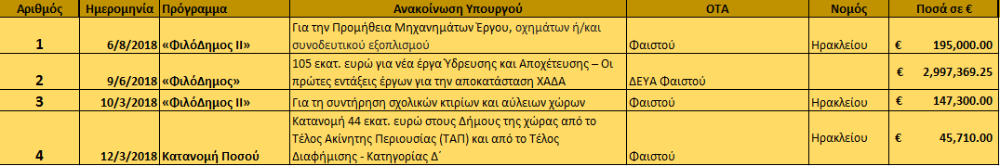 Αριθμός Ημερομηνία Πρόγραμμα Ανακοίνωση Υπουργού ΟΤΑ Νομός Ποσά σε €
Για την Προμήθεια Μηχανημάτων Έργου, οχημάτων ή/και
1 6/8/2018 «ΦιλόΔημος ΙΙ» συνοδευτικού εξοπλισμού Φαιστού Ηρακλείου € 195,000.00
105 εκατ. ευρώ για νέα έργα Ύδρευσης και Αποχέτευσης – Οι
2 9/6/2018 «ΦιλόΔημος» πρώτες εντάξεις έργων για την αποκατάσταση ΧΑΔΑ ΔΕΥΑ Φαιστού € 2,997,369.25
3 10/3/2018 «ΦιλόΔημος ΙΙ» Για τη συντήρηση σχολικών κτιρίων και αύλειων χώρων Φαιστού Ηρακλείου € 147,300.00
Κατανομή 44 εκατ. ευρώ στους Δήμους της χώρας από το
Τέλος Ακίνητης Περιουσίας (ΤΑΠ) και από το Τέλος Ηρακλείου € 45,710.00
4 12/3/2018 Κατανομή Ποσού Διαφήμισης - Κατηγορίας Δ΄ Φαιστού